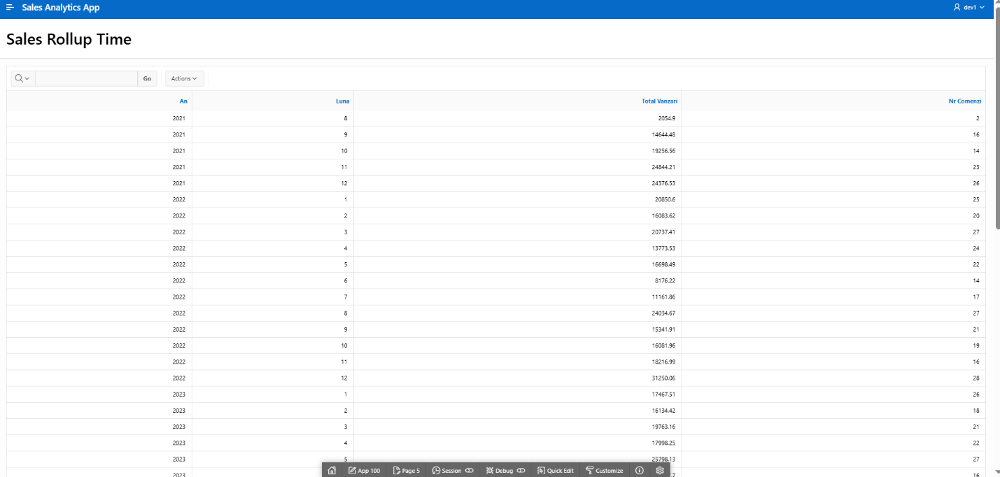 Sales Analytics App dev1
Sales Rollup Time
Go Actions
An Luna Total Vanzari Nr Comenzi
2021 8 2054.9 2
2021 9 14644.48 16
2021 10 19256.56 14
2021 11 24844.21 23
2021 12 24376.53 26
2022 1 20850.6 25
2022 2 16083.62 20
2022 3 20737.41 27
2022 4 13773.53 24
2022 5 16698.49 22
2022 6 8176.22 14
2022 7 11161.86 17
2022 8 24034.67 27
2022 9 15341.91 21
2022 10 16081.96 19
2022 11 18216.99 16
2022 12 31250.06 28
2023 1 17467.51 26
2023 2 16134.42 18
2023 3 19763.16 21
2023 4 17998.25 22
2023 5 25798.13 27
App 100 Page 5 Session Debug Quick Edit Customize
2023 16